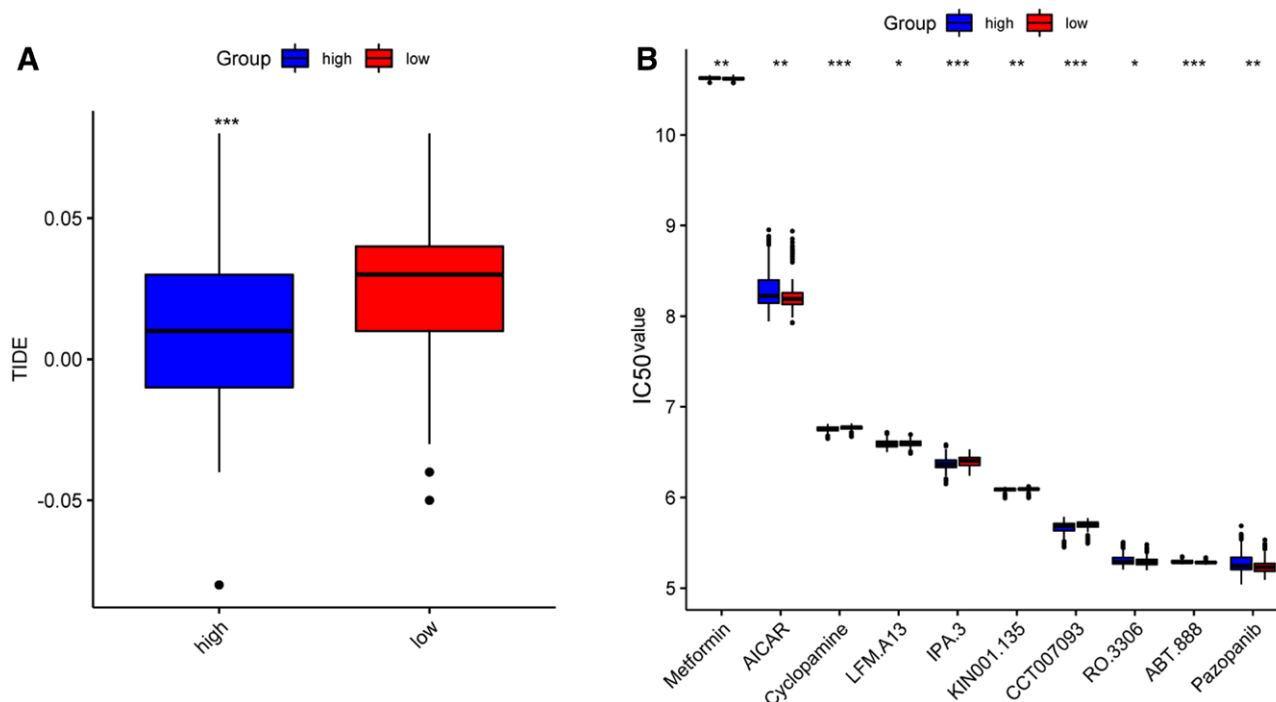 A
Group high low
***
0.05
0.00
-0.05
TIDE
high low
B
Group high low
** ** *** * *** ** *** * *** **
10
9
8
7
6
5
IC50 value
Metformin AICAR Cyclopamine LFM.A13 IPA.3 KIN001.135 CCT007093 RO.3306 ABT.888 Pazopanib